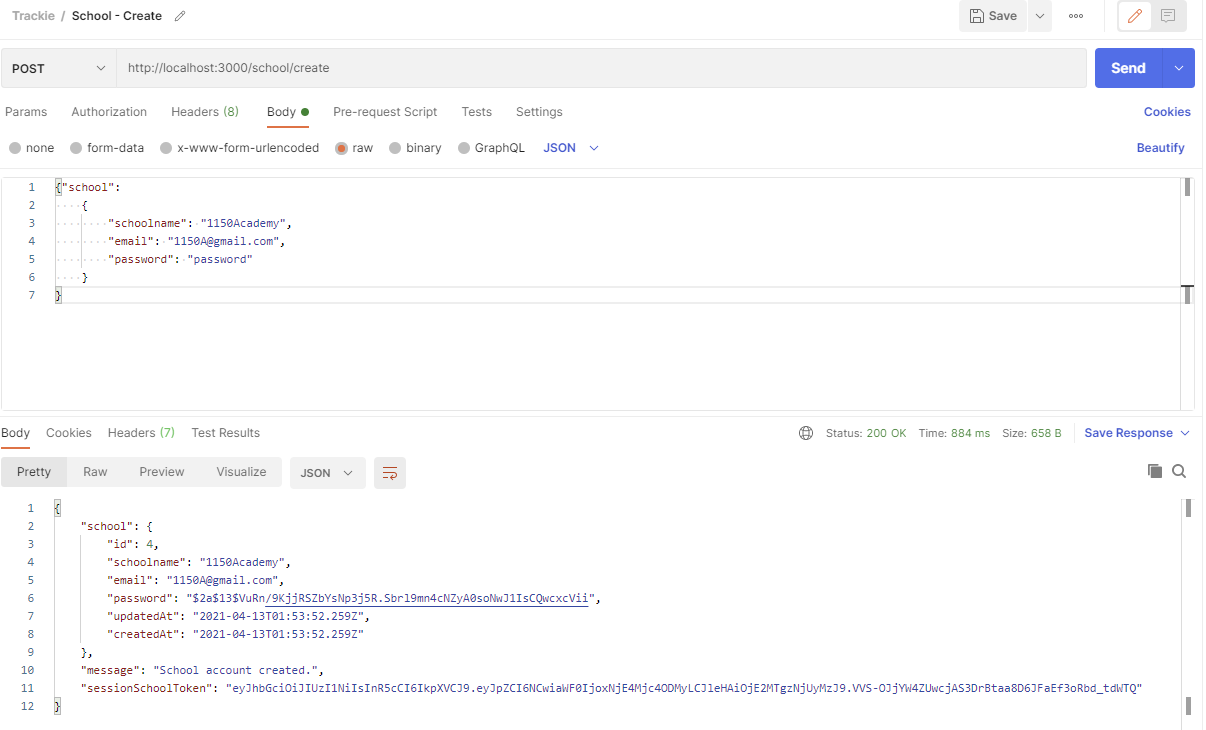 Trackie / School - Create
Save
POST
http://localhost:3000/school/create
Send
Params Authorization Headers (8) Body Pre-request Script Tests Settings Cookies
none form-data x-www-form-urlencoded raw binary GraphQL JSON Beautify
1 {"school":
2 {
3 "schoolname": "1150Academy",
4 "email": "1150A@gmail.com",
5 "password": "password"
6 }
7 }
Body Cookies Headers (7) Test Results Status: 200 OK Time: 884 ms Size: 658 B Save Response
Pretty Raw Preview Visualize JSON
1 {
2 "school": {
3 "id": 4,
4 "schoolname": "1150Academy",
5 "email": "1150A@gmail.com",
6 "password": "$2a$13$VuRn/9KjjRSZbYsNp3j5R.Sbrl9mn4cNZyA0soNwJ1IsCQwcxcVii",
7 "updatedAt": "2021-04-13T01:53:52.259Z",
8 "createdAt": "2021-04-13T01:53:52.259Z"
9 },
10 "message": "School account created.",
11 "sessionSchoolToken": "eyJhbGciOiJIUzI1NiIsInR5cCI6IkpXVCJ9.eyJpZCI6NCwiaWF0IjoxNjE4Mjc4ODMyLCJleHAiOjE2MTgzNjUyMzJ9.VVS-OJjYW4ZUwcjAS3DrBtaa8D6JFaEf3oRbd_tdWTQ"
12 }